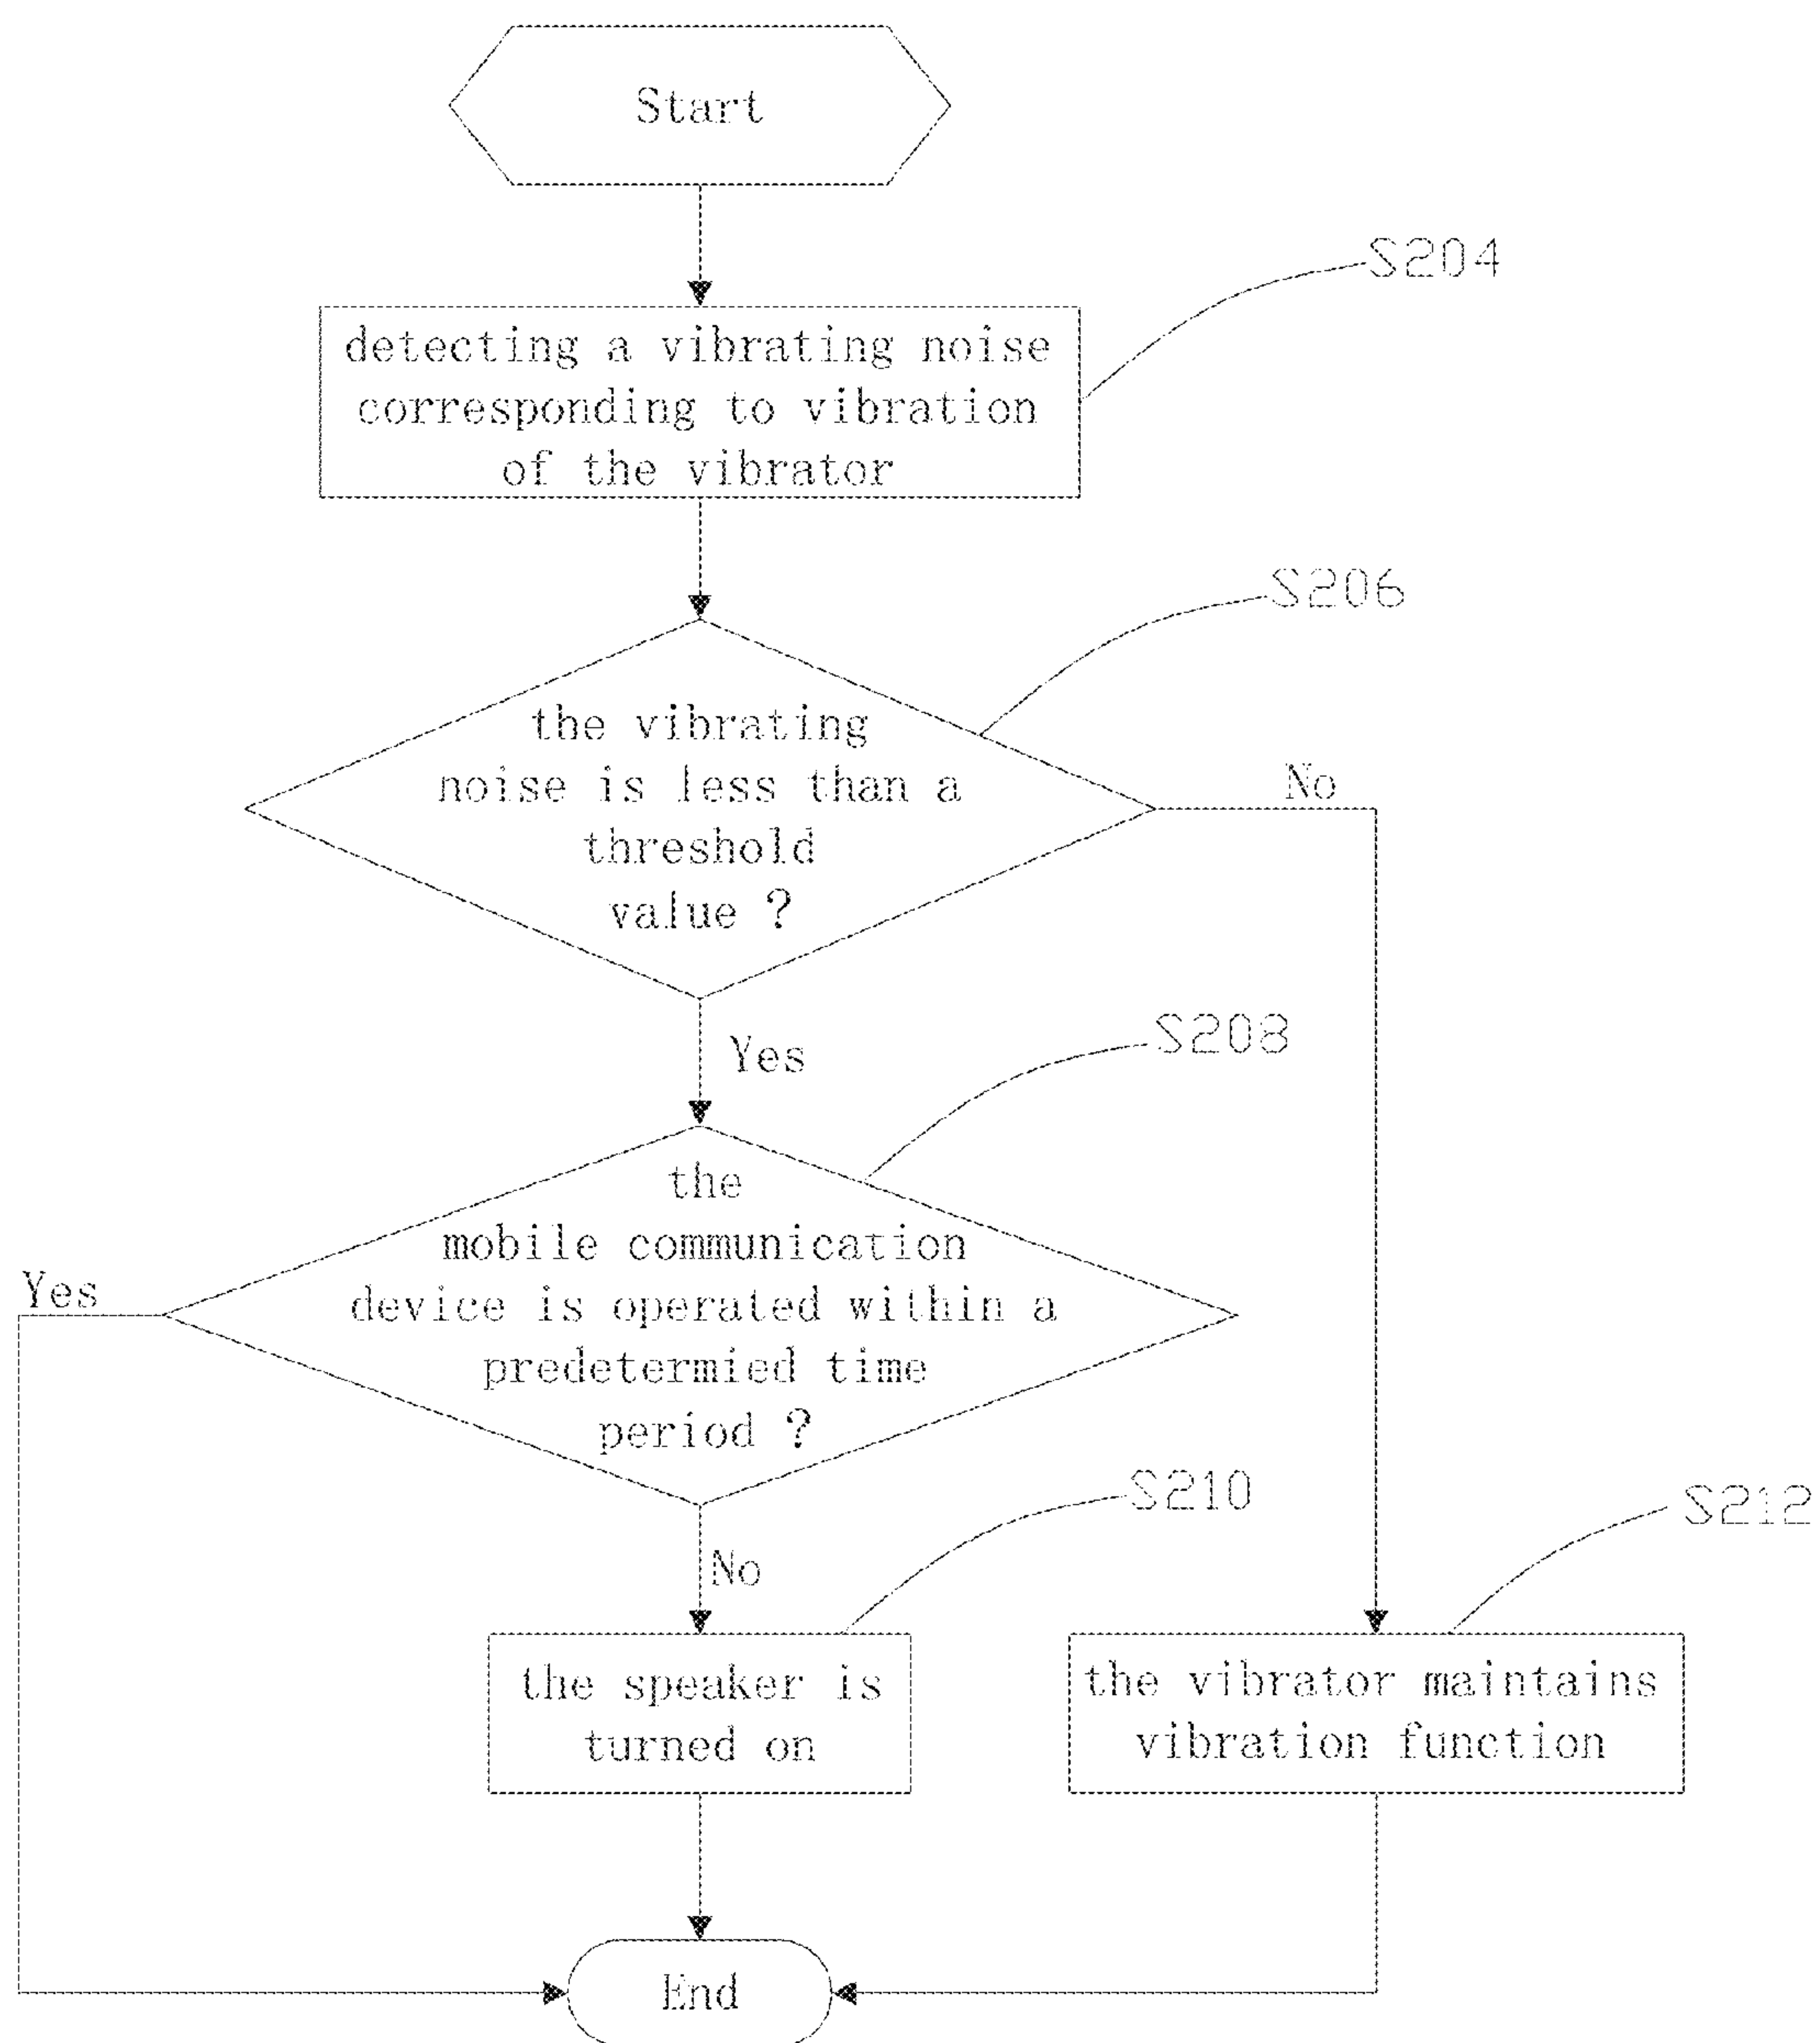 Start
S204
detecting a vibrating noise
corresponding to vibration
of the vibrator
S206
the vibrating
noise is less than a
threshold
value ?
No
Yes
S208
the
mobile communication
device is operated within a
predetermied time
period ?
Yes
No
S210
S212
the speaker is
turned on
the vibrator maintains
vibration function
End